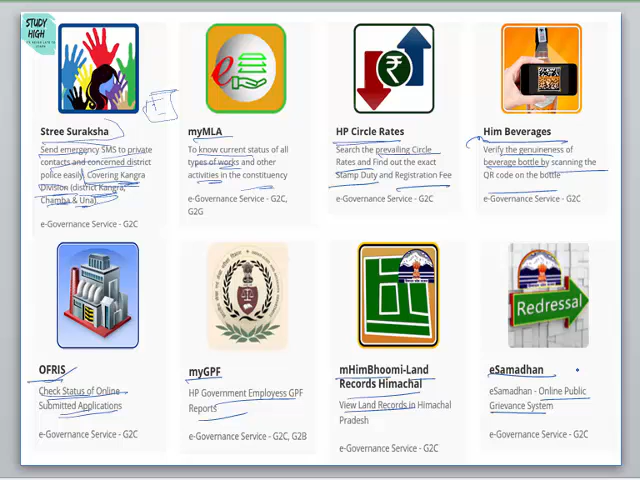 STUDY
HIGH
Stree Suraksha
Send emergency SMS to private
contacts and concerned district
police easily. Covering Kangra
Division (district Kangra,
Chamba & Una)
e-Governance Service - G2C
myMLA
To know current status of all
types of works and other
activities in the constituency
e-Governance Service - G2C,
G2G
HP Circle Rates
Search the prevailing Circle
Rates and Find out the exact
Stamp Duty and Registration Fee
e-Governance Service - G2C
Him Beverages
Verify the genuineness of
beverage bottle by scanning the
QR code on the bottle
e-Governance Service - G2C
OFRIS
Check Status of Online
Submitted Applications
e-Governance Service - G2C
myGPF
HP Government Employess GPF
Reports
e-Governance Service - G2C, G2B
mHimBhoomi-Land
Records Himachal
View Land Records in Himachal
Pradesh
e-Governance Service - G2C
Redressal
eSamadhan
eSamadhan - Online Public
Grievance System
e-Governance Service - G2C